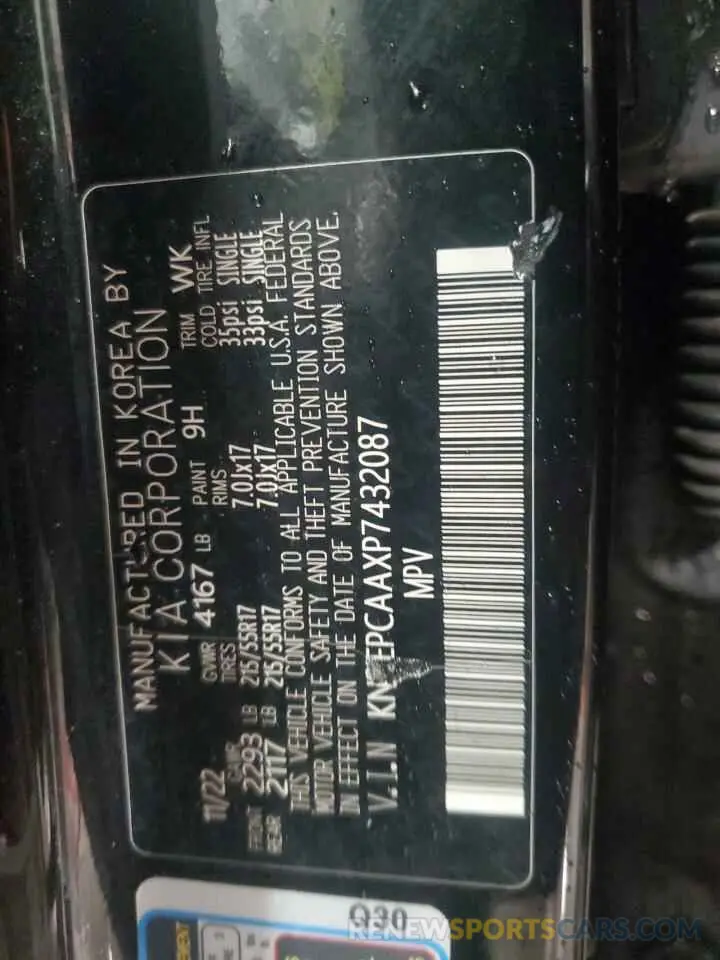 MANUFACTURED IN KOREA BY
KIA CORPORATION
11/22 GVWR 4167 LB PAINT 9H TRIM WK
GAWR TIRES RIMS COLD TIRE INFL
FRONT 2293 LB 215/55R17 7.0Jx17 35psi SINGLE
REAR 2117 LB 215/55R17 7.0Jx17 33psi SINGLE
THIS VEHICLE CONFORMS TO ALL APPLICABLE U.S.A. FEDERAL
MOTOR VEHICLE SAFETY AND THEFT PREVENTION STANDARDS
IN EFFECT ON THE DATE OF MANUFACTURE SHOWN ABOVE.
V.I.N
MPV
Q30
RENEWSPORTSCARS.COM